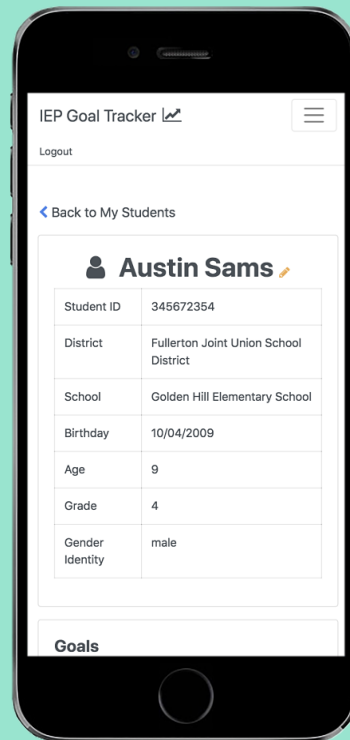 IEP Goal Tracker
Logout
Back to My Students
Austin Sams
Student ID 345672354
District Fullerton Joint Union School
District
School Golden Hill Elementary School
Birthday 10/04/2009
Age 9
Grade 4
Gender male
Identity
Goals